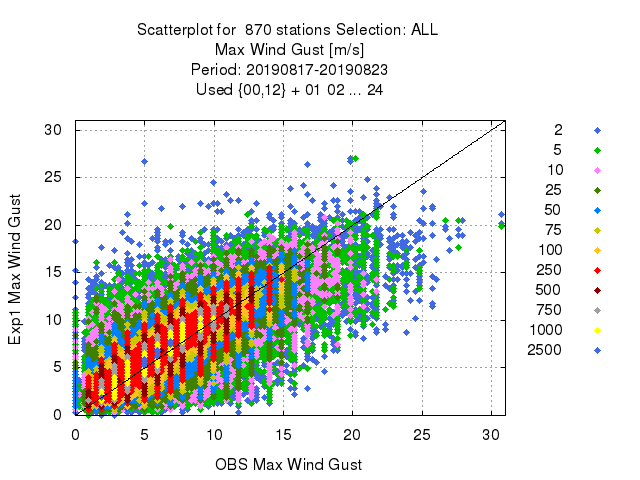 Scatterplot for 870 stations Selection: ALL
Max Wind Gust [m/s]
Period: 20190817-20190823
Used {00,12} + 01 02 ... 24
30
25
20
15
10
5
0
Exp1 Max Wind Gust
0 5 10 15 20 25 30
OBS Max Wind Gust
2
5
10
25
50
75
100
250
500
750
1000
2500